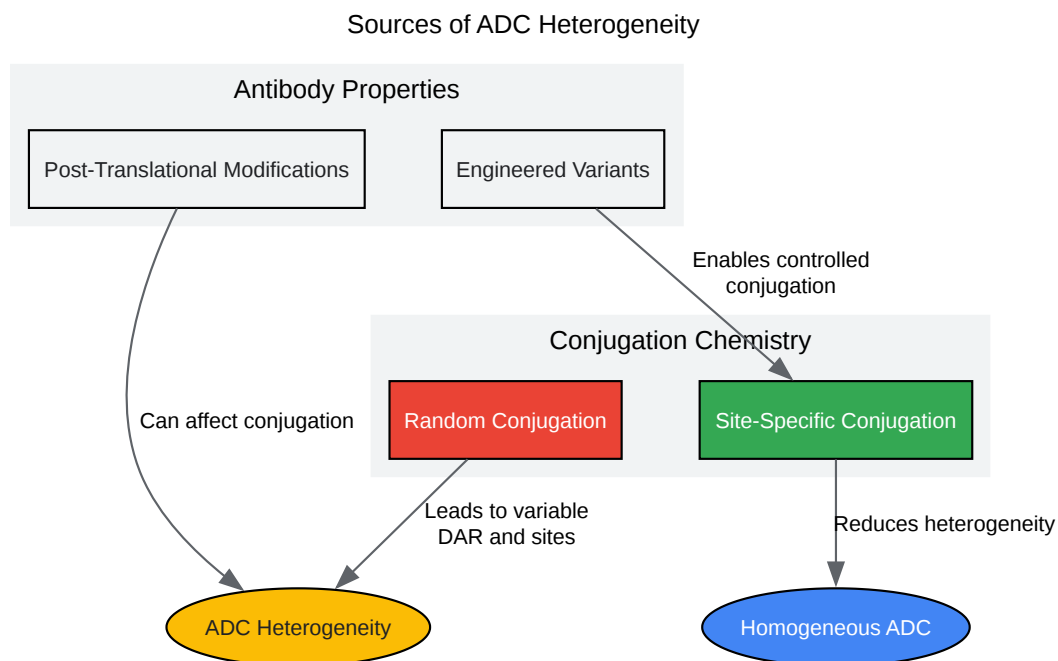 Sources of ADC Heterogeneity
Antibody Properties
Post-Translational Modifications
Engineered Variants
Enables controlled
conjugation
Conjugation Chemistry
Can affect conjugation
Random Conjugation
Site-Specific Conjugation
Leads to variable
DAR and sites
Reduces heterogeneity
ADC Heterogeneity
Homogeneous ADC